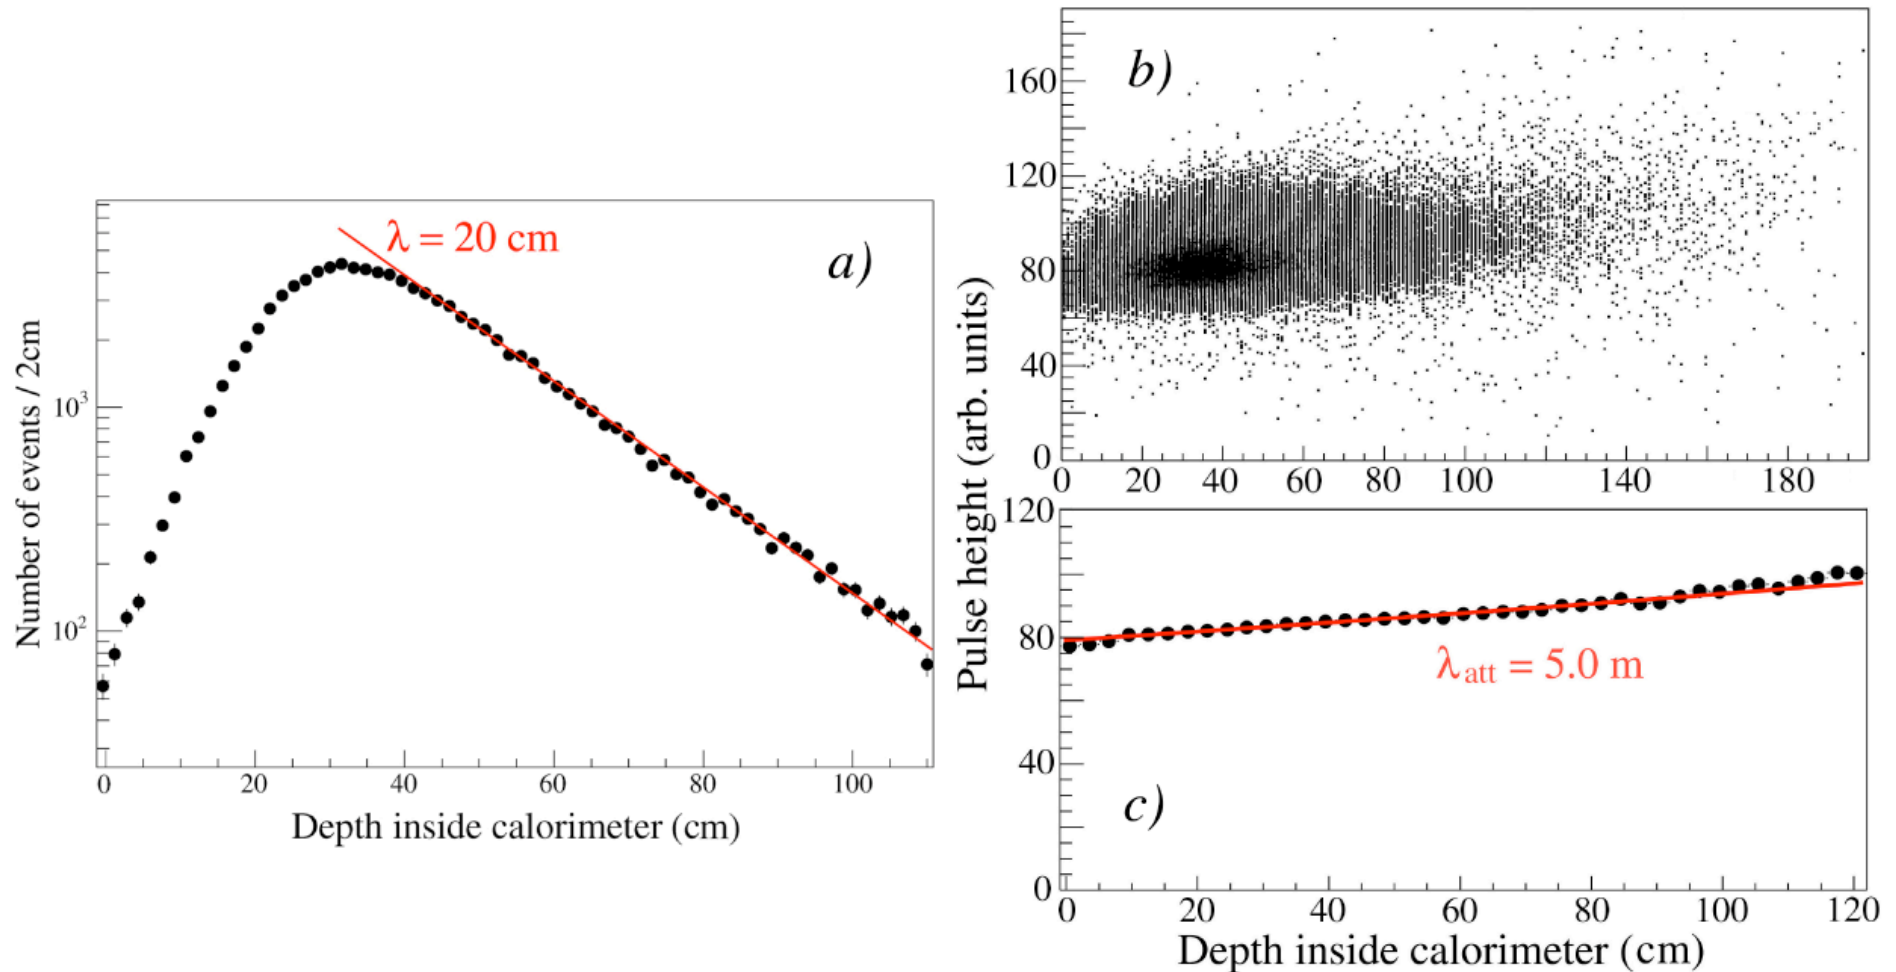 a)
λ = 20 cm
Number of events / 2cm
10³
10²
0 20 40 60 80 100
Depth inside calorimeter (cm)
b)
160
120
80
40
0
0 20 40 60 80 100 140 180
Pulse height (arb. units)
120
80
40
0
λatt = 5.0 m
c)
0 20 40 60 80 100 120
Depth inside calorimeter (cm)